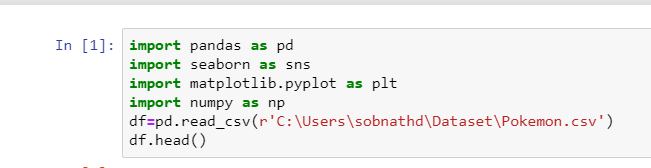 In [1]:
import pandas as pd
import seaborn as sns
import matplotlib.pyplot as plt
import numpy as np
df=pd.read_csv(r'C:\Users\sobnathd\Dataset\Pokemon.csv')
df.head()